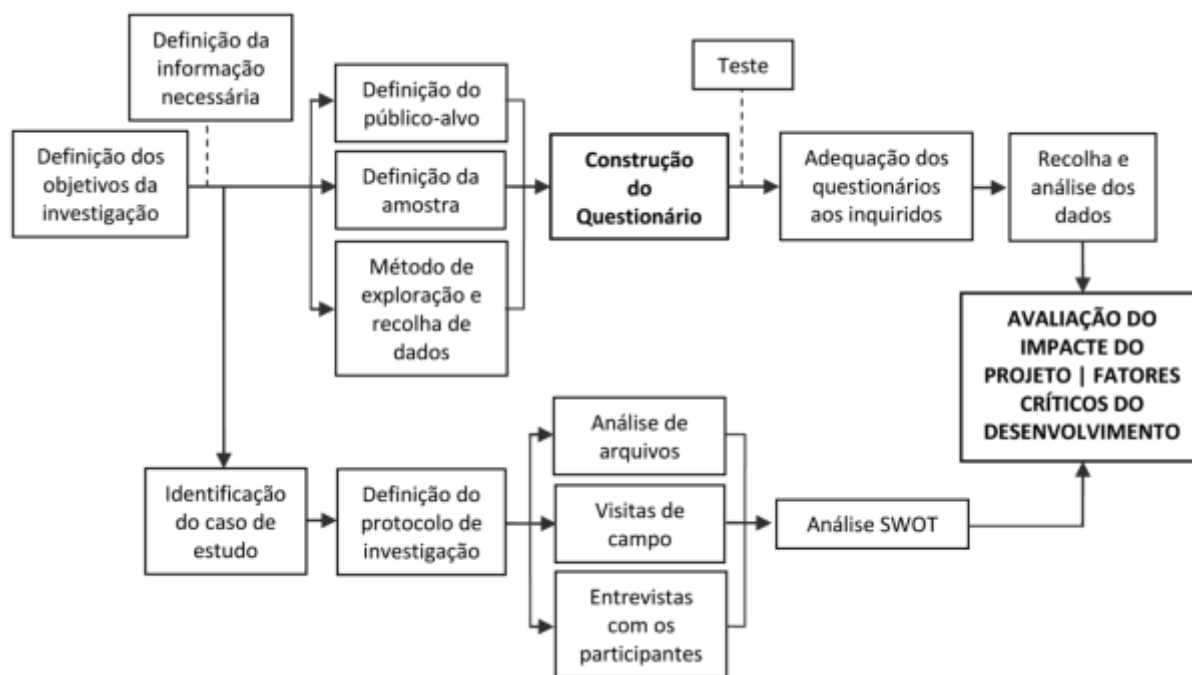 Definição da
informação
necessária
Definição dos
objetivos da
investigação
Definição do
público-alvo
Definição da
amostra
Método de
exploração e
recolha de
dados
Construção
do
Questionário
Teste
Adequação dos
questionários
aos inquiridos
Recolha e
análise dos
dados
AVALIAÇÃO DO
IMPACTE DO
PROJETO | FATORES
CRÍTICOS DO
DESENVOLVIMENTO
Identificação
do caso de
estudo
Definição do
protocolo de
investigação
Análise de
arquivos
Visitas de
campo
Entrevistas
com os
participantes
Análise SWOT